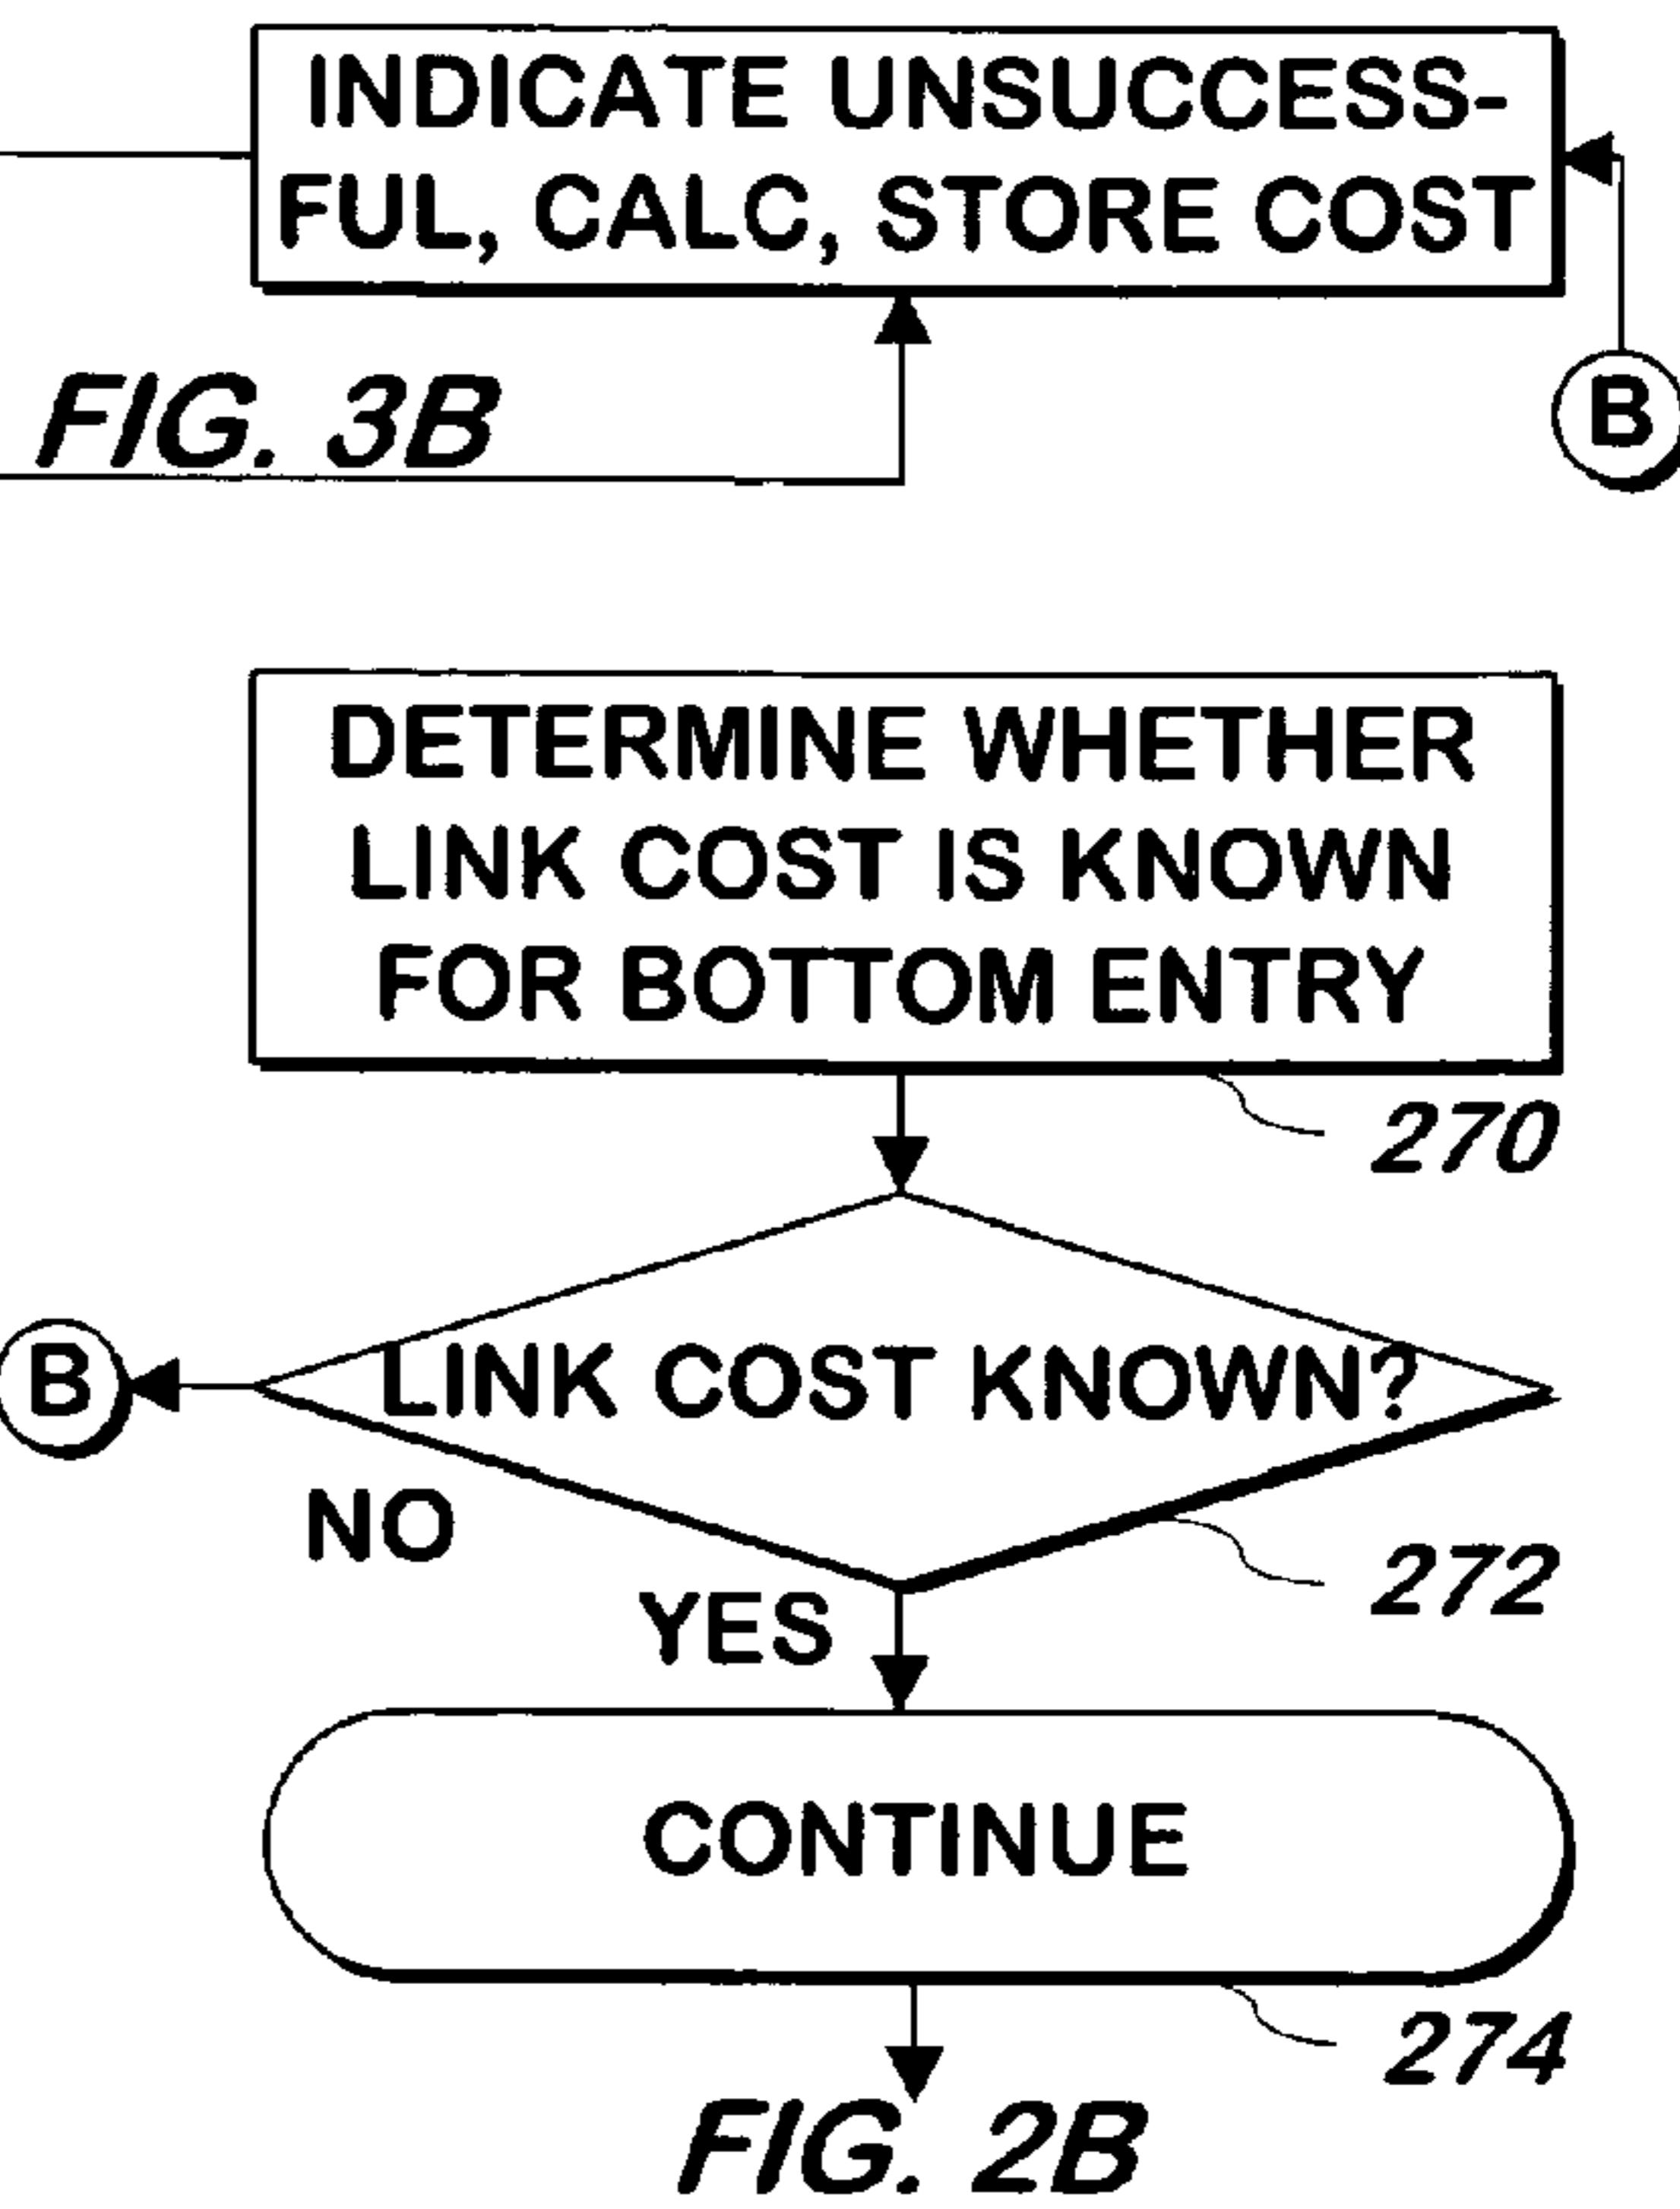 INDICATE UNSUCCESS-
FUL, CALC, STORE COST
FIG. 3B
B
DETERMINE WHETHER
LINK COST IS KNOWN
FOR BOTTOM ENTRY
270
B
LINK COST KNOWN?
NO
272
YES
CONTINUE
274
FIG. 2B